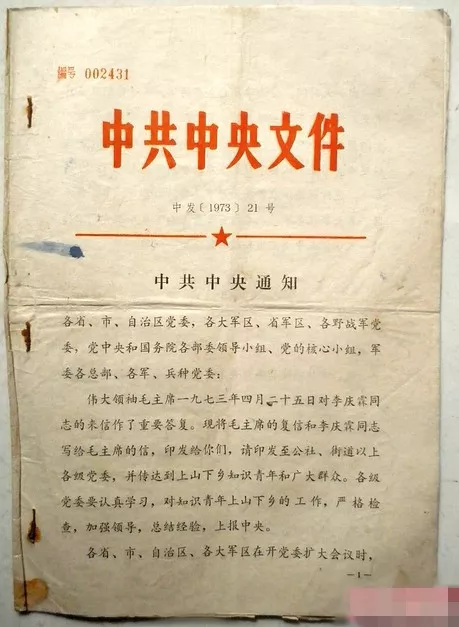 编号 002431
中共中央文件
中发〔1973〕21号
中共中央通知
各省、市、自治区党委，各大军区、省军区、各野战军党
委，党中央和国务院各部委领导小组、党的核心小组，军
委各总部、各军、兵种党委：
伟大领袖毛主席一九七三年四月二十五日对李庆霖同
志的来信作了重要答复。现将毛主席的复信和李庆霖同志
写给毛主席的信，印发给你们，请印发至公社、街道以上
各级党委，并传达到上山下乡知识青年和广大群众。各级
党委要认真学习，对知识青年上山下乡的工作，严格检
查，加强领导，总结经验，上报中央。
各省、市、自治区、各大军区在开党委扩大会议时，
—1—